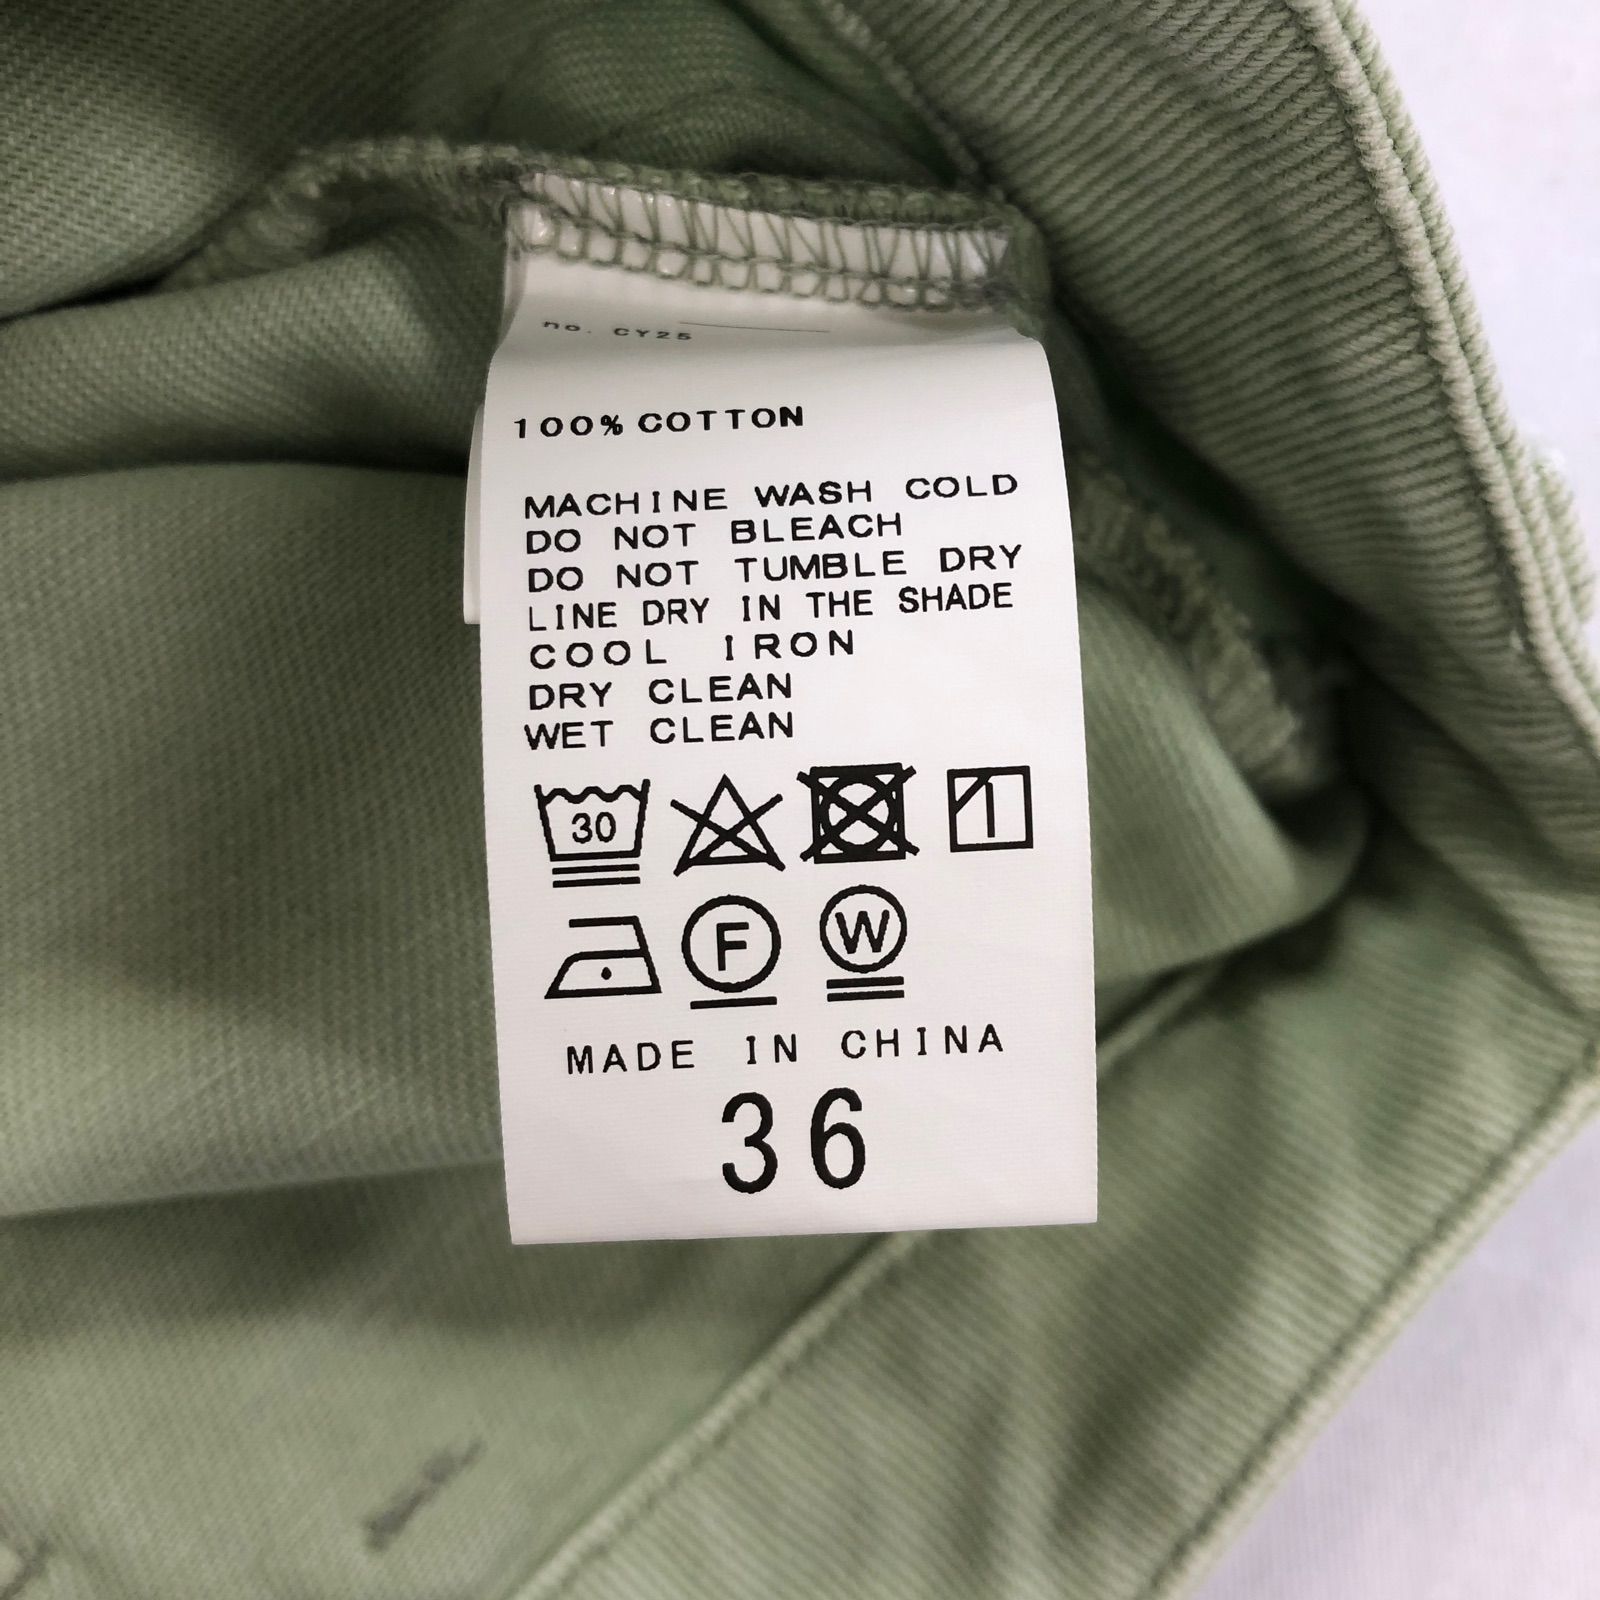 no. CY25
100% COTTON
MACHINE WASH COLD
DO NOT BLEACH
DO NOT TUMBLE DRY
LINE DRY IN THE SHADE
COOL IRON
DRY CLEAN
WET CLEAN
30
F W
MADE IN CHINA
36